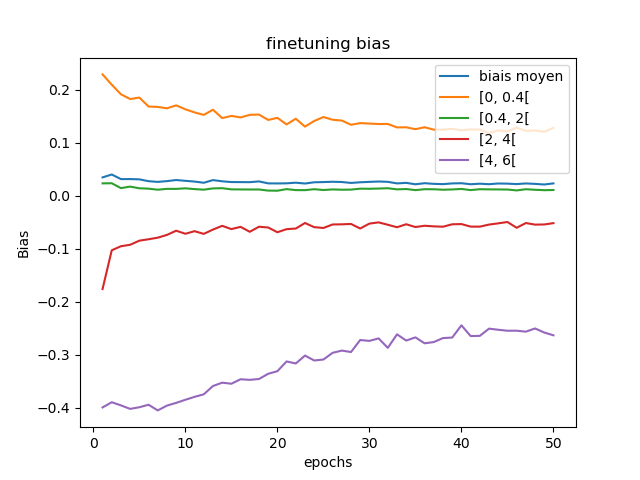 finetuning bias
biais moyen
[0, 0.4[
[0.4, 2[
[2, 4[
[4, 6[
Bias
0.2
0.1
0.0
−0.1
−0.2
−0.3
−0.4
0 10 20 30 40 50
epochs